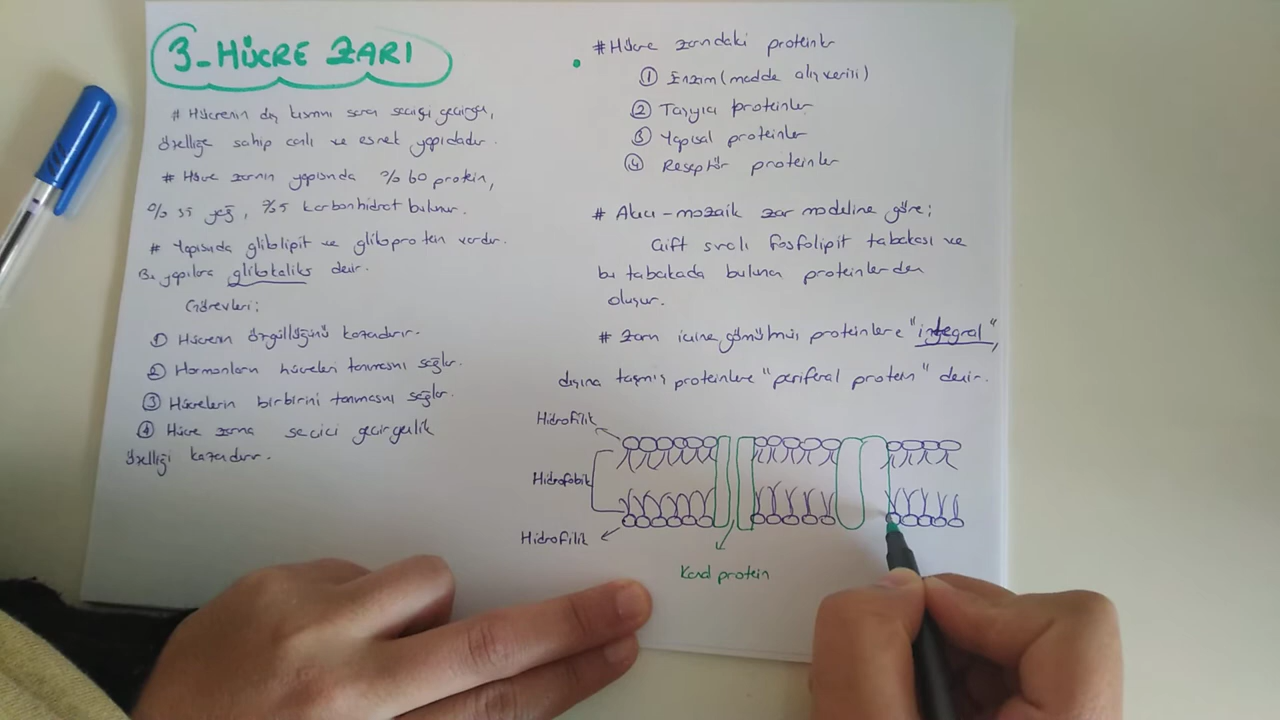 3-HÜCRE ZARI
# Hücrenin dış kısmını saran seçici geçirgen,
özelliğe sahip canlı ve esnek yapıdadır.
# Hücre zarının yapısında % 60 protein,
% 35 yağ, %5 karbonhidrat bulunur.
# Yapısında glikolipit ve glikoprotein vardır.
Bu yapılara glikokaliks denir.
Görevleri;
① Hücrenin özgüllüğünü kazandırır.
② Hormonların hücreleri tanımasını sağlar.
③ Hücrelerin birbirini tanımasını sağlar.
④ Hücre zarına seçici geçirgenlik
özelliği kazandırır.
# Hücre zarındaki proteinler
① Enzim (madde alış verişi)
② Taşıyıcı proteinler
③ Yapısal proteinler
④ Reseptör proteinler
# Akıcı-mozaik zar modeline göre;
Çift sıralı fosfolipit tabakası ve
bu tabakada bulunan proteinlerden
oluşur.
# Zarın içine gömülmüş proteinlere "integral",
dışına taşmış proteinlere "periferal protein" denir.
Hidrofilik
Hidrofobik
Hidrofilik
Kanal protein